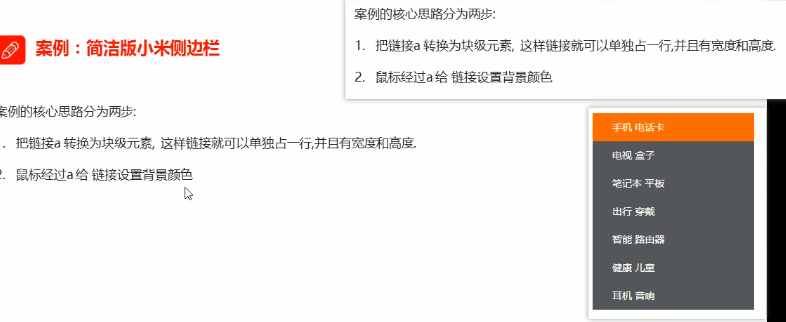 案例：简洁版小米侧边栏
案例的核心思路分为两步:
1. 把链接a 转换为块级元素, 这样链接就可以单独占一行,并且有宽度和高度.
2. 鼠标经过a 给 链接设置背景颜色
案例的核心思路分为两步:
1. 把链接a 转换为块级元素, 这样链接就可以单独占一行,并且有宽度和高度.
2. 鼠标经过a 给 链接设置背景颜色
手机 电话卡
电视 盒子
笔记本 平板
出行 穿戴
智能 路由器
健康 儿童
耳机 音响